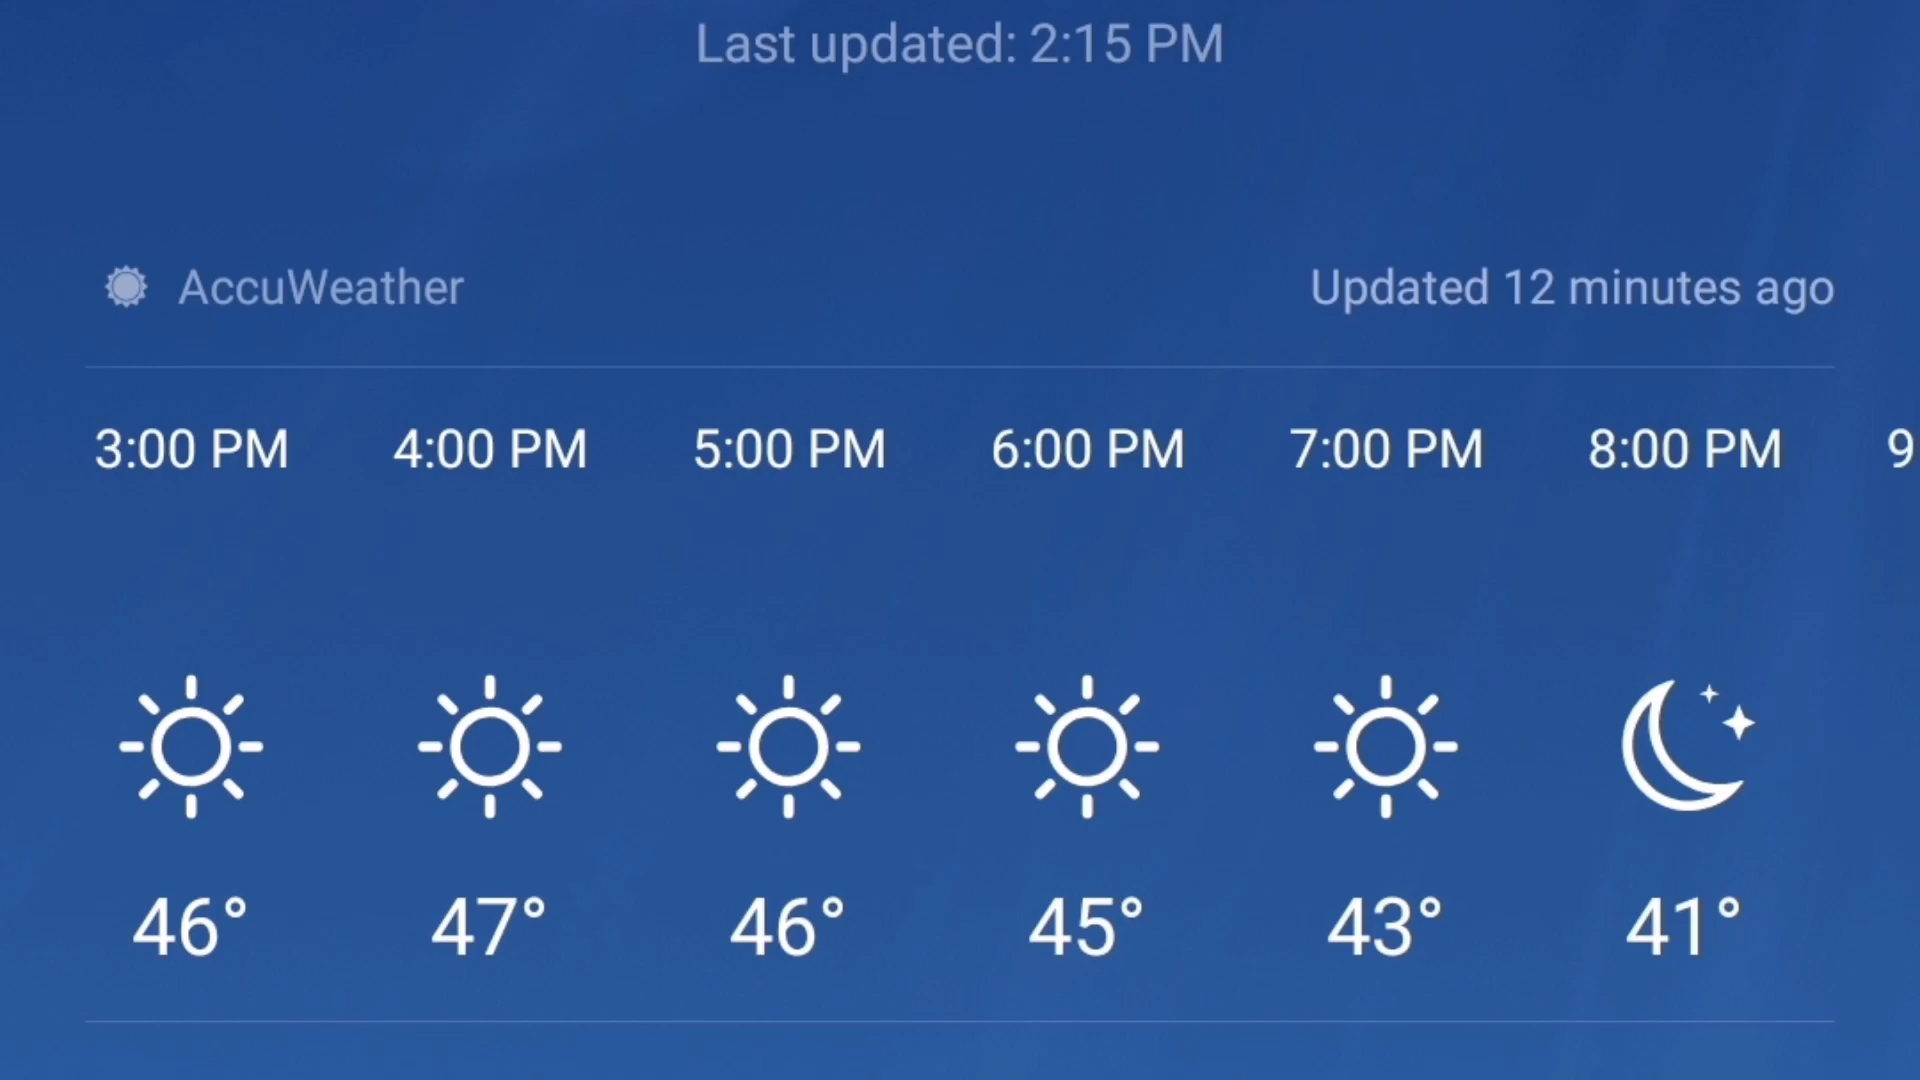 Last updated: 2:15 PM
AccuWeather Updated 12 minutes ago
3:00 PM 4:00 PM 5:00 PM 6:00 PM 7:00 PM 8:00 PM 9
46° 47° 46° 45° 43° 41°